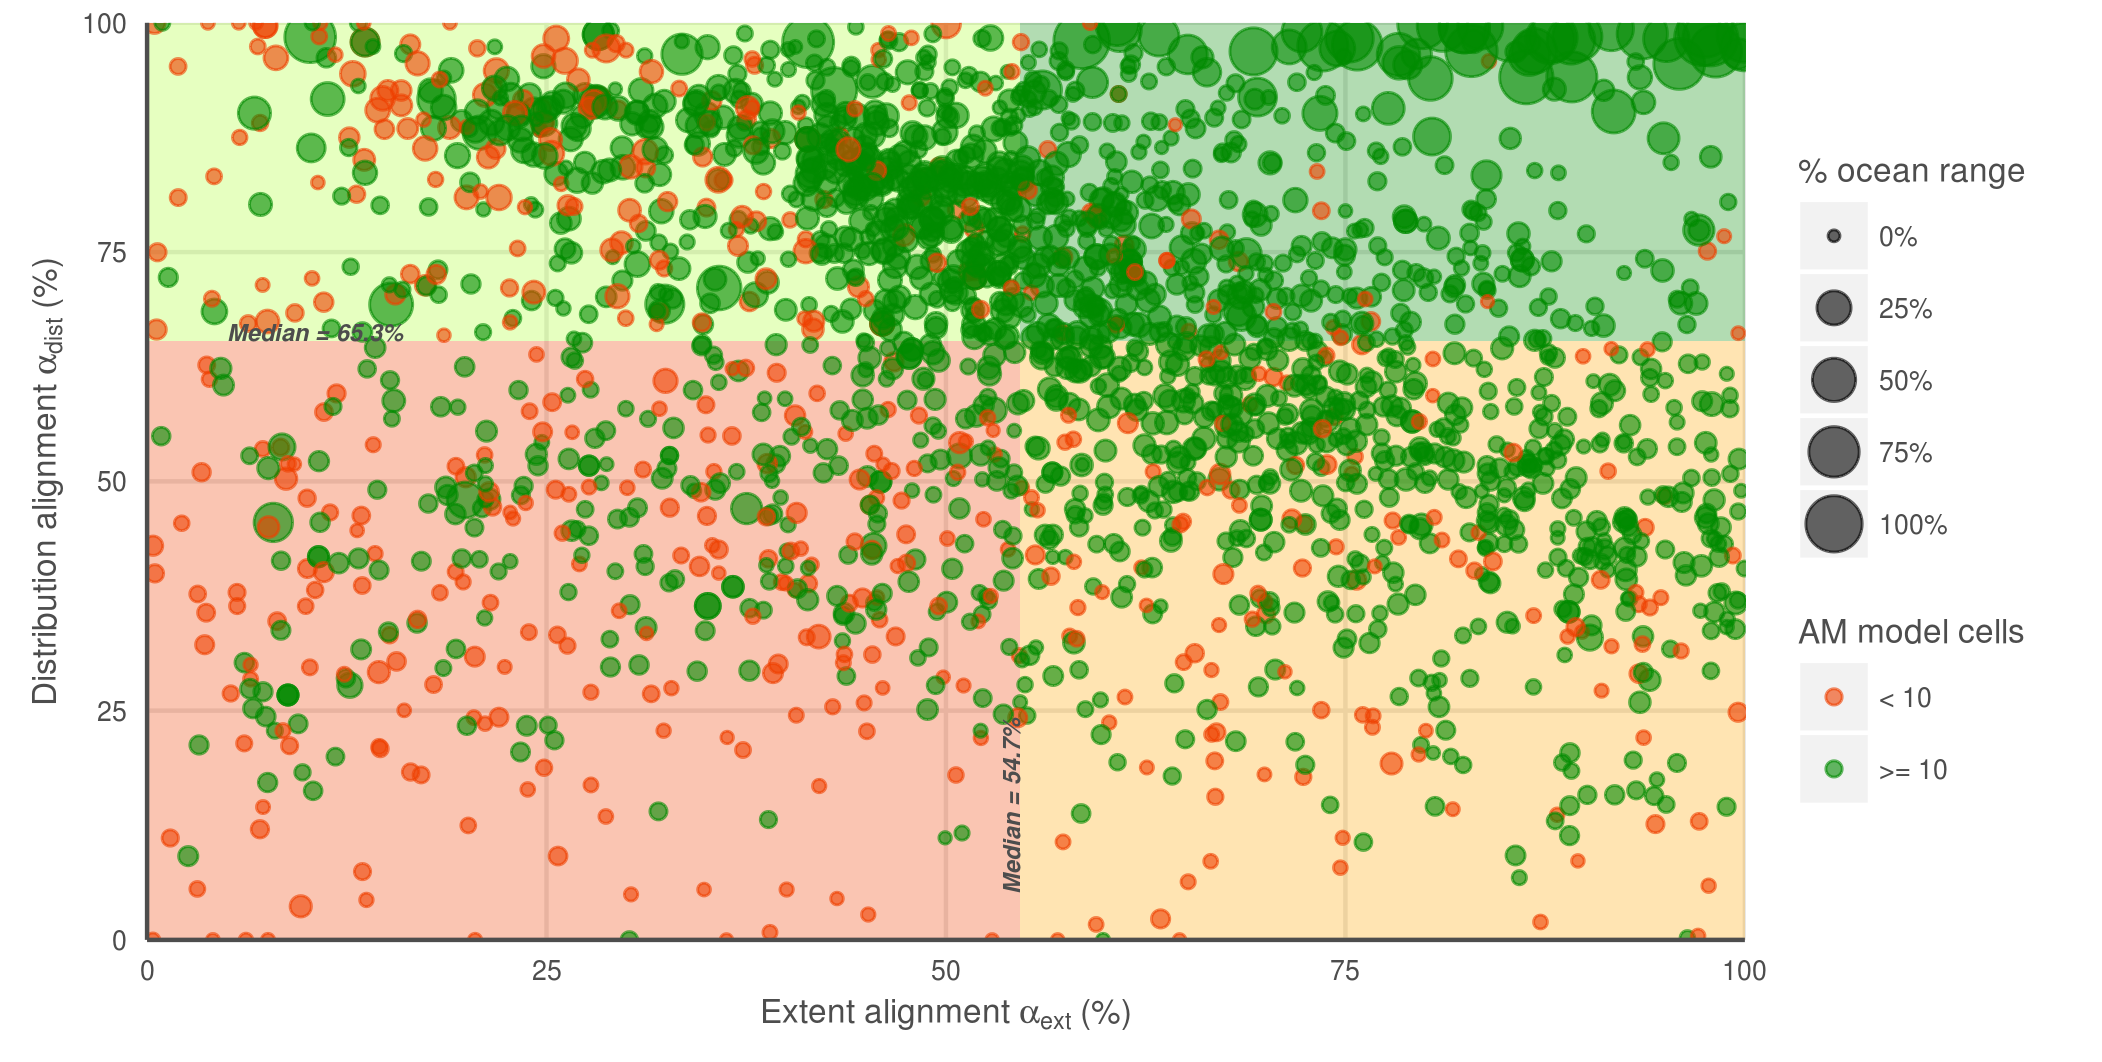 100
75
50
25
0
0
25
50
75
100
Distribution alignment αdist (%)
Extent alignment αext (%)
Median = 65.3%
Median = 54.7%
% ocean range
0%
25%
50%
75%
100%
AM model cells
< 10
>= 10